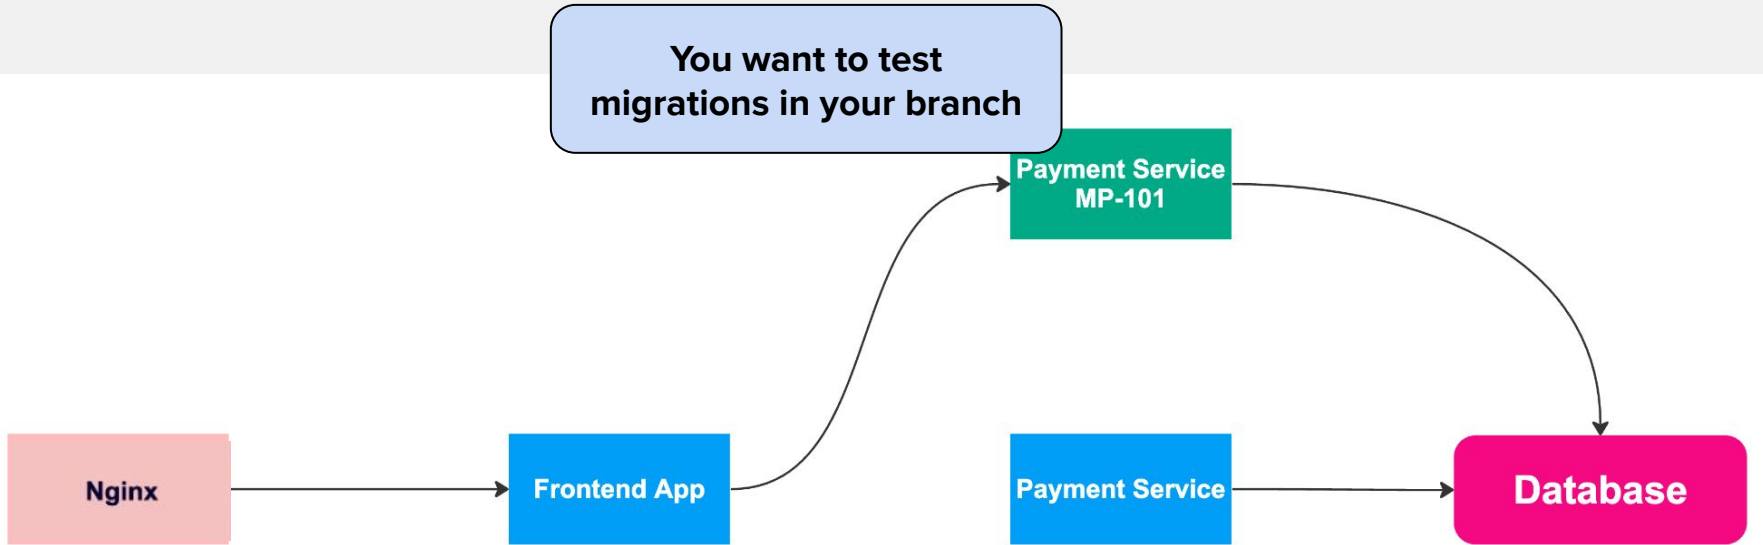 You want to test
migrations in your branch
Payment Service
MP-101
Nginx
Frontend App
Payment Service
Database